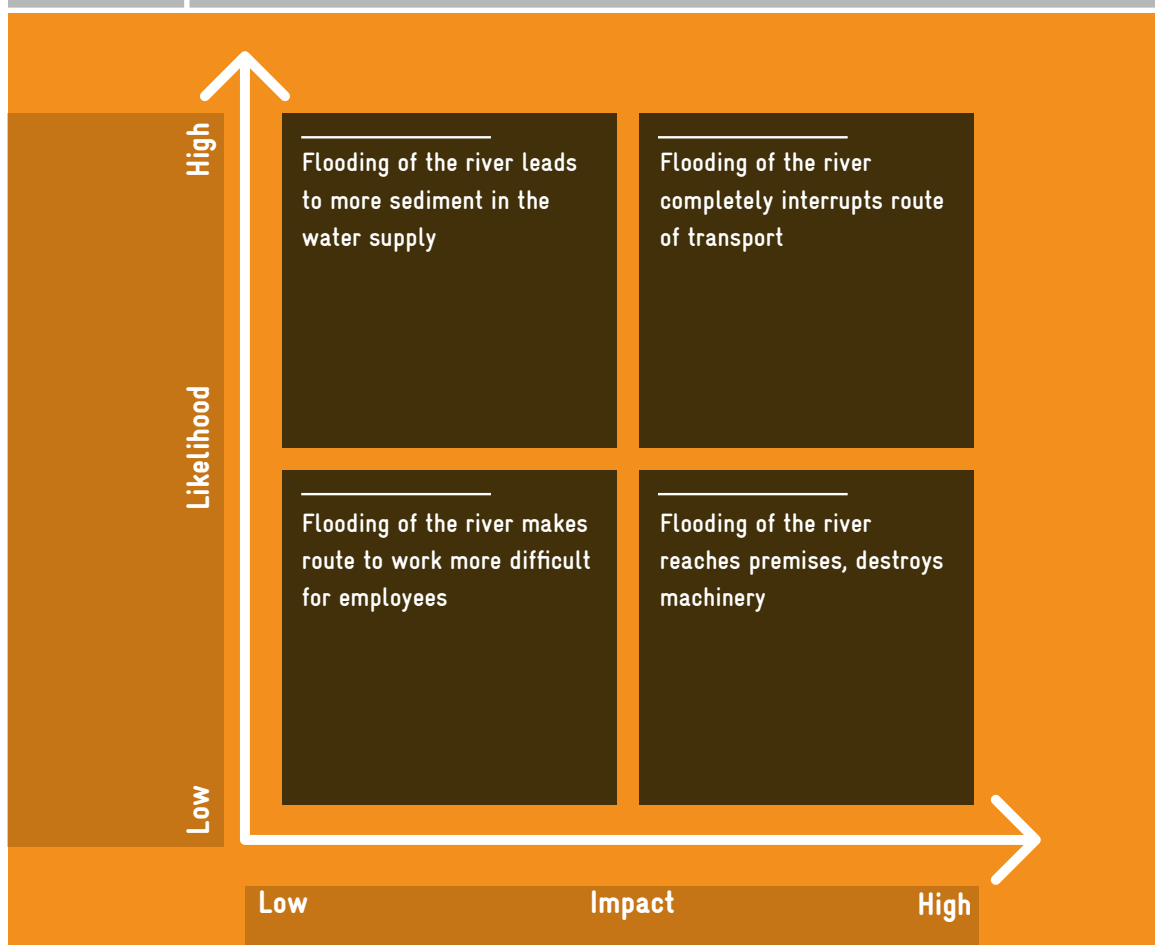 High
Flooding of the river leads
to more sediment in the
water supply
Flooding of the river
completely interrupts route
of transport
Likelihood
Flooding of the river makes
route to work more difficult
for employees
Flooding of the river
reaches premises, destroys
machinery
Low
Low
Impact
High